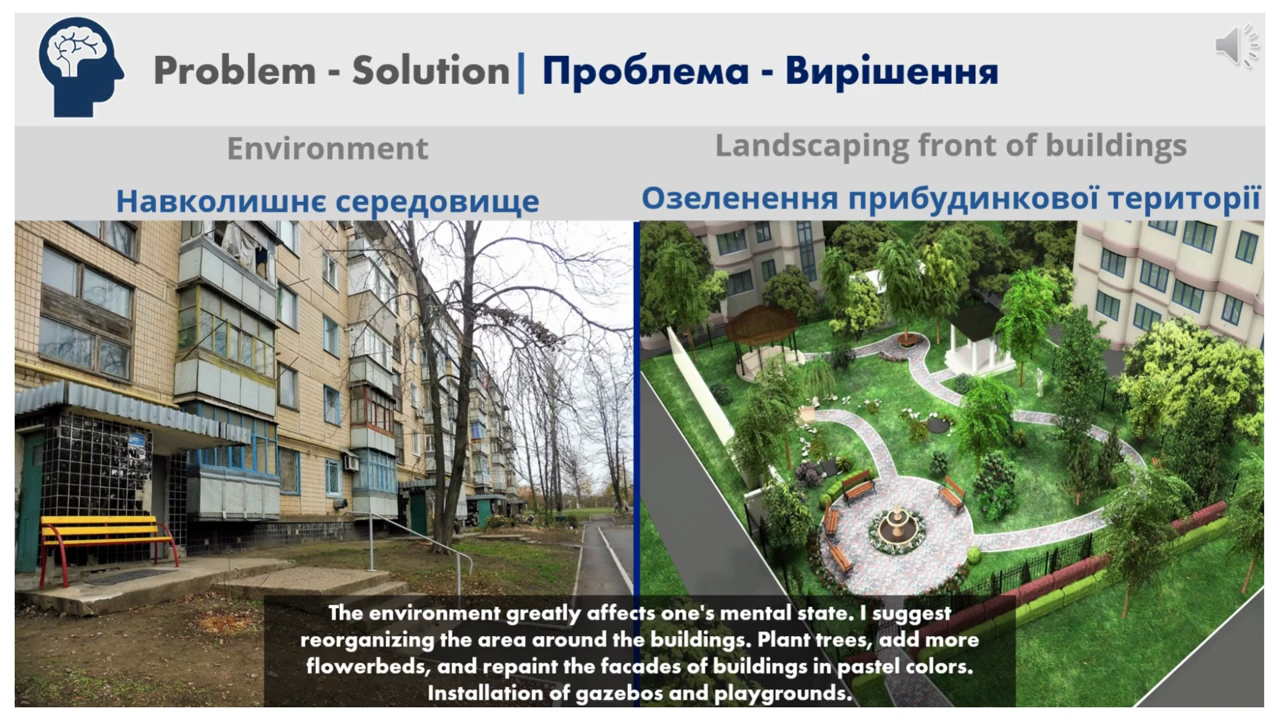 Problem - Solution| Проблема - Вирішення
Environment
Landscaping front of buildings
Навколишнє середовище
Озеленення прибудинкової території
The environment greatly affects one's mental state. I suggest
reorganizing the area around the buildings. Plant trees, add more
flowerbeds, and repaint the facades of buildings in pastel colors.
Installation of gazebos and playgrounds.